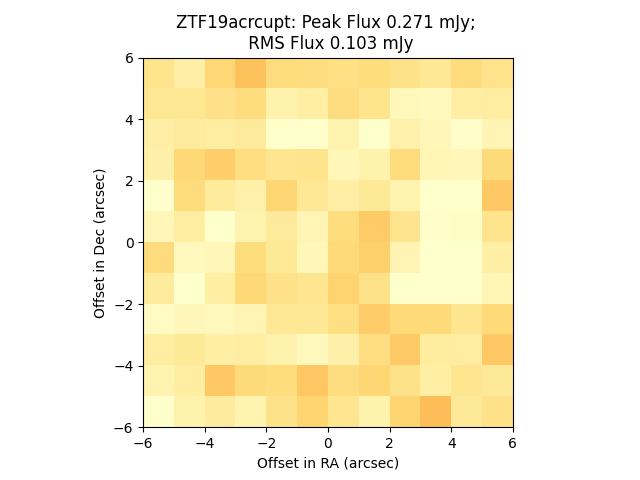 ZTF19acrcupt: Peak Flux 0.271 mJy;
RMS Flux 0.103 mJy
6
4
2
0
−2
−4
−6
Offset in Dec (arcsec)
−6 −4 −2 0 2 4 6
Offset in RA (arcsec)